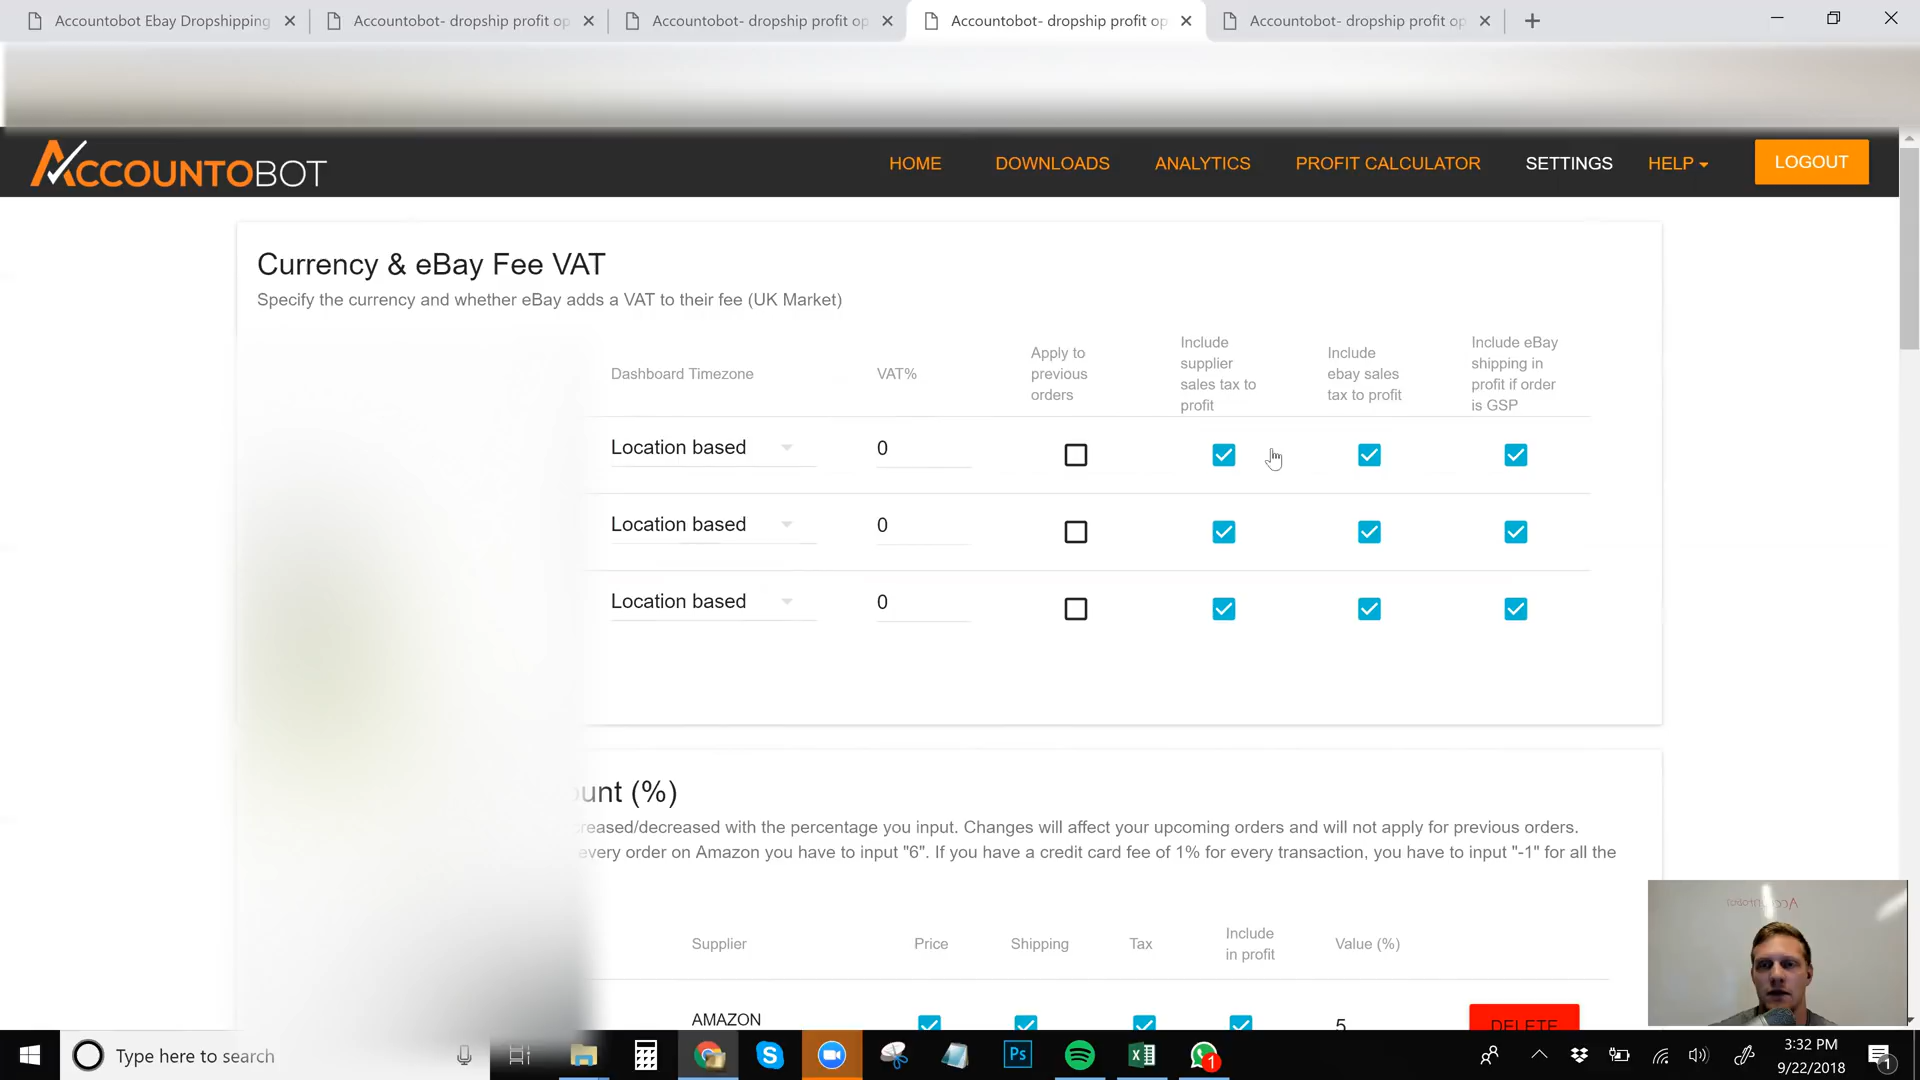 Accountobot Ebay Dropshipping
Accountobot- dropship profit op
Accountobot- dropship profit op
Accountobot- dropship profit op
Accountobot- dropship profit op
ACCOUNTOBOT
HOME
DOWNLOADS
ANALYTICS
PROFIT CALCULATOR
SETTINGS
HELP
LOGOUT
Currency & eBay Fee VAT
Specify the currency and whether eBay adds a VAT to their fee (UK Market)
Dashboard Timezone
VAT%
Apply to
previous
orders
Include
supplier
sales tax to
profit
Include
ebay sales
tax to profit
Include eBay
shipping in
profit if order
is GSP
Location based
0
Location based
0
Location based
0
ount (%)
creased/decreased with the percentage you input. Changes will affect your upcoming orders and will not apply for previous orders.
every order on Amazon you have to input "6". If you have a credit card fee of 1% for every transaction, you have to input "-1" for all the
Supplier
Price
Shipping
Tax
Include
in profit
Value (%)
AMAZON
5
DELETE
Type here to search
Ps
1
3:32 PM
9/22/2018
1